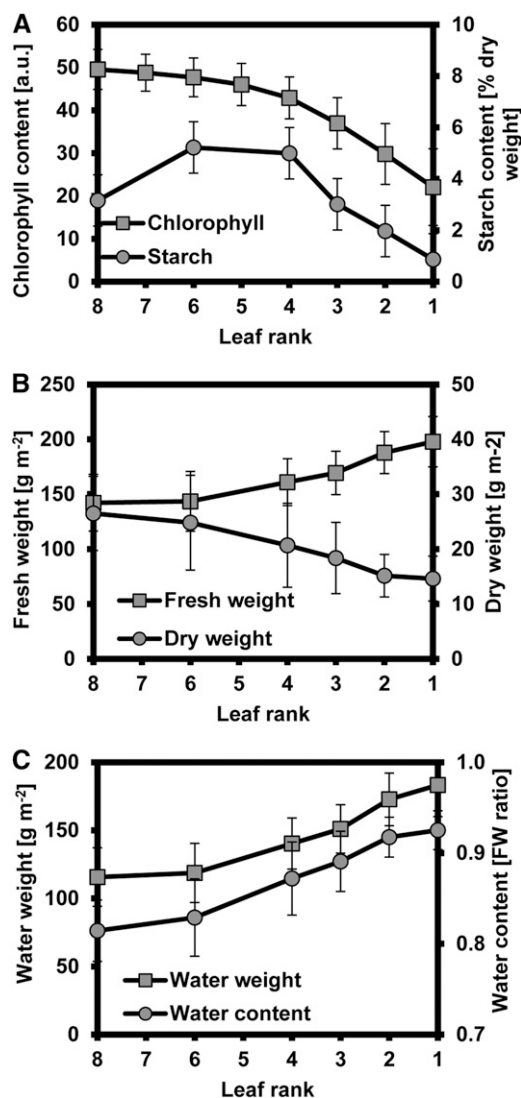 A
Chlorophyll content [a.u.]
60
50
40
30
20
10
0
Chlorophyll
Starch
8 7 6 5 4 3 2 1
Leaf rank
10
8
6
4
2
0
Starch content [% dry
weight]
B
Fresh weight [g m-2]
250
200
150
100
50
0
Fresh weight
Dry weight
8 7 6 5 4 3 2 1
Leaf rank
50
40
30
20
10
0
Dry weight [g m-2]
C
Water weight [g m-2]
200
150
100
50
0
Water weight
Water content
8 7 6 5 4 3 2 1
Leaf rank
1.0
0.9
0.8
0.7
Water content [FW ratio]